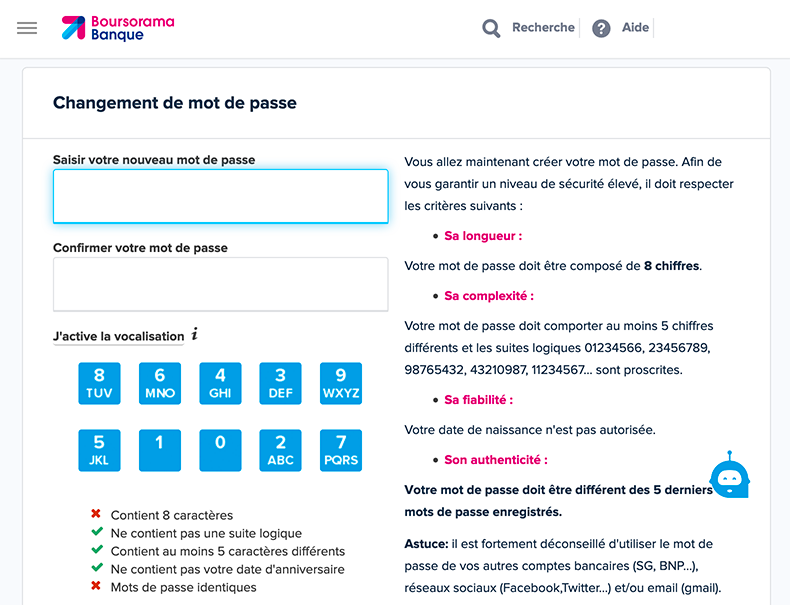 Boursorama
Banque
Recherche
Aide
Changement de mot de passe
Saisir votre nouveau mot de passe
Confirmer votre mot de passe
J'active la vocalisation i
8 6 4 3 9
TUV MNO GHI DEF WXYZ
5 1 0 2 7
JKL ABC PQRS
Contient 8 caractères
Ne contient pas une suite logique
Contient au moins 5 caractères différents
Ne contient pas votre date d'anniversaire
Mots de passe identiques
Vous allez maintenant créer votre mot de passe. Afin de
vous garantir un niveau de sécurité élevé, il doit respecter
les critères suivants :
• Sa longueur :
Votre mot de passe doit être composé de 8 chiffres.
• Sa complexité :
Votre mot de passe doit comporter au moins 5 chiffres
différents et les suites logiques 01234566, 23456789,
98765432, 43210987, 11234567... sont proscrites.
• Sa fiabilité :
Votre date de naissance n'est pas autorisée.
• Son authenticité :
Votre mot de passe doit être différent des 5 derniers
mots de passe enregistrés.
Astuce: il est fortement déconseillé d'utiliser le mot de
passe de vos autres comptes bancaires (SG, BNP...),
réseaux sociaux (Facebook,Twitter...) et/ou email (gmail).